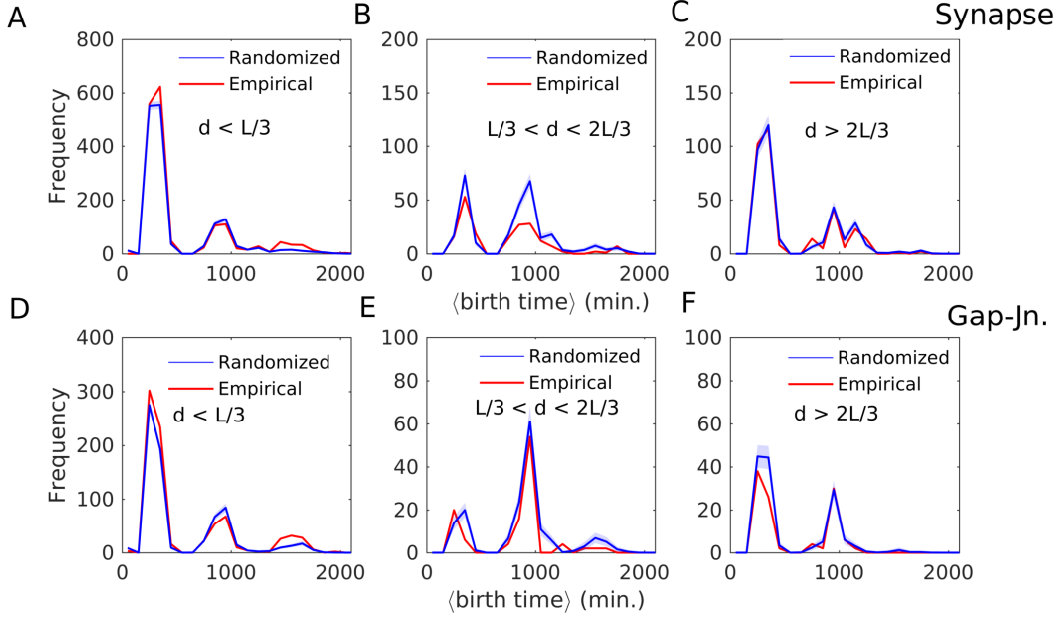 A
B
C
Synapse
800
600
400
200
0
Frequency
Randomized
Empirical
d < L/3
0
1000
2000
200
150
100
50
0
Randomized
Empirical
L/3 < d < 2L/3
0
1000
2000
⟨birth time⟩ (min.)
200
150
100
50
0
Randomized
Empirical
d > 2L/3
0
1000
2000
D
E
F
Gap-Jn.
400
300
200
100
0
Frequency
Randomized
Empirical
d < L/3
0
1000
2000
100
80
60
40
20
0
Randomized
Empirical
L/3 < d < 2L/3
0
1000
2000
⟨birth time⟩ (min.)
100
80
60
40
20
0
Randomized
Empirical
d > 2L/3
0
1000
2000